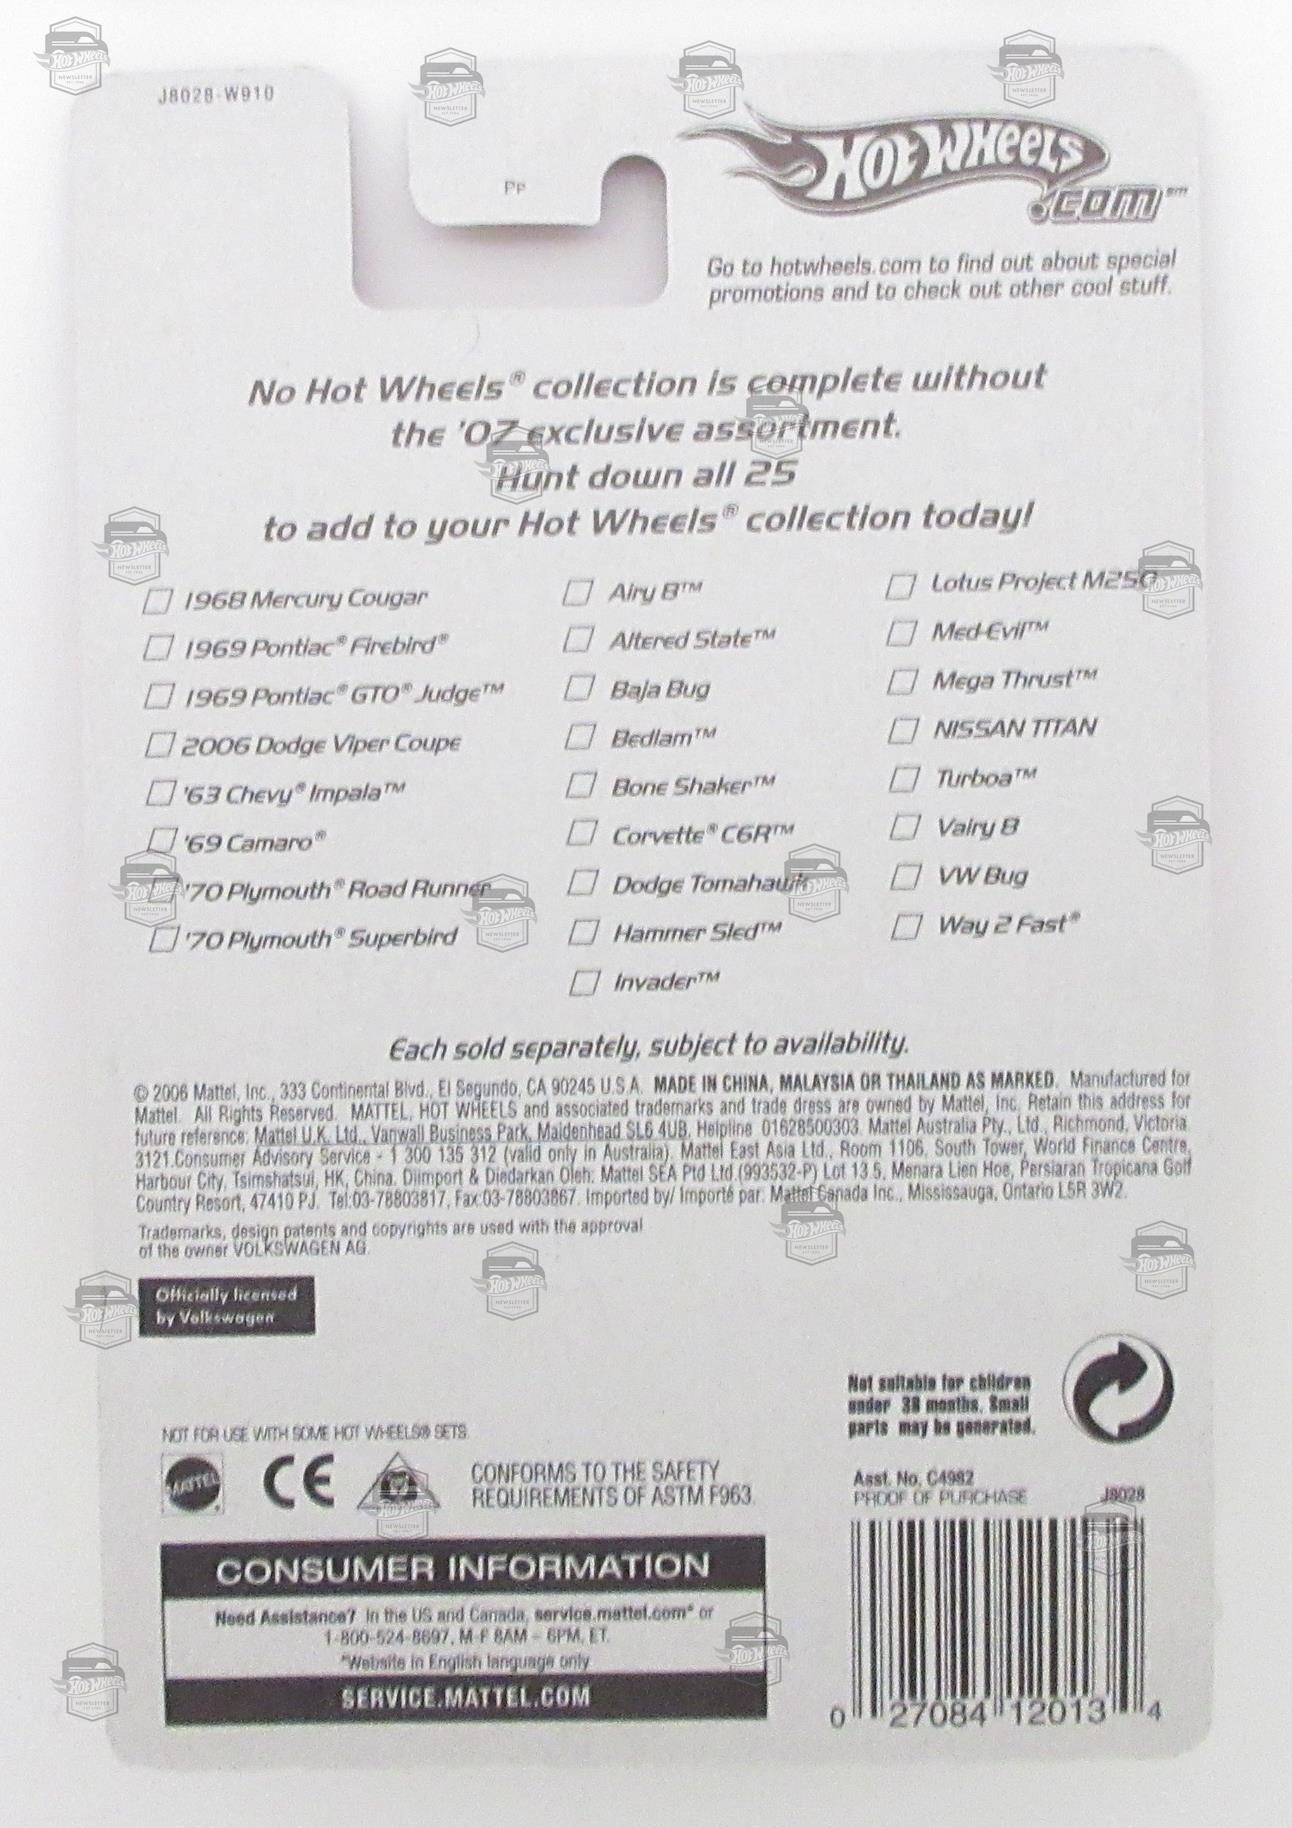 J8028-W910
PP
HOT WHEELS
.com℠
Go to hotwheels.com to find out about special
promotions and to check out other cool stuff.
No Hot Wheels® collection is complete without
the '07 exclusive assortment.
Hunt down all 25
to add to your Hot Wheels® collection today!
1968 Mercury Cougar
1969 Pontiac® Firebird®
1969 Pontiac® GTO® Judge™
2006 Dodge Viper Coupe
'63 Chevy® Impala™
'69 Camaro®
'70 Plymouth® Road Runner
'70 Plymouth® Superbird
Airy 8™
Altered State™
Baja Bug
Bedlam™
Bone Shaker™
Corvette® C6R™
Dodge Tomahawk
Hammer Sled™
Invader™
Lotus Project M250
Med-Evil™
Mega Thrust™
NISSAN TITAN
Turboa™
Vairy 8
VW Bug
Way 2 Fast®
Each sold separately, subject to availability.
© 2006 Mattel, Inc., 333 Continental Blvd., El Segundo, CA 90245 U.S.A. MADE IN CHINA, MALAYSIA OR THAILAND AS MARKED. Manufactured for
Mattel. All Rights Reserved. MATTEL, HOT WHEELS and associated trademarks and trade dress are owned by Mattel, Inc. Retain this address for
future reference: Mattel U.K. Ltd., Vanwall Business Park, Maidenhead SL6 4UB. Helpline 01628500303. Mattel Australia Pty., Ltd., Richmond, Victoria
3121.Consumer Advisory Service - 1 300 135 312 (valid only in Australia). Mattel East Asia Ltd., Room 1106, South Tower, World Finance Centre,
Harbour City, Tsimshatsui, HK, China. Diimport & Diedarkan Oleh: Mattel SEA Ptd Ltd.(993532-P) Lot 13.5, Menara Lien Hoe, Persiaran Tropicana Golf
Country Resort, 47410 PJ. Tel:03-78803817, Fax:03-78803867. Imported by/ Importé par: Mattel Canada Inc., Mississauga, Ontario L5R 3W2.
Trademarks, design patents and copyrights are used with the approval
of the owner VOLKSWAGEN AG.
Officially licensed
by Volkswagen
Not suitable for children
under 36 months. Small
parts may be generated.
NOT FOR USE WITH SOME HOT WHEELS® SETS.
MATTEL
CE
CONFORMS TO THE SAFETY
REQUIREMENTS OF ASTM F963.
Asst. No. C4982
PROOF OF PURCHASE J8028
CONSUMER INFORMATION
Need Assistance? In the US and Canada, service.mattel.com* or
1-800-524-8697, M-F 8AM – 6PM, ET.
*Website in English language only
SERVICE.MATTEL.COM
0 27084 12013 4